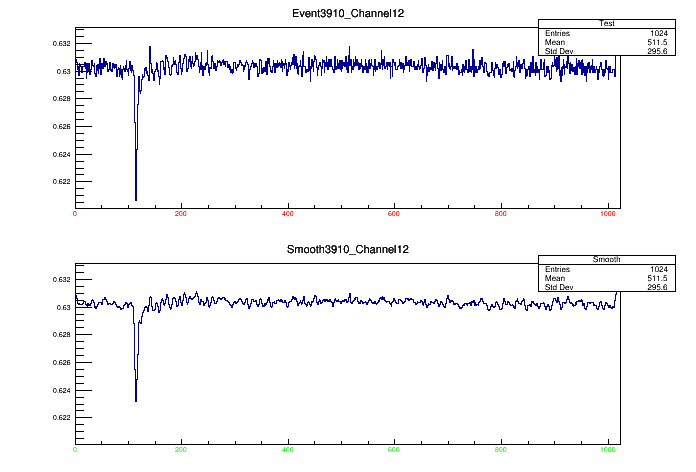 Event3910_Channel12
Test
Entries 1024
Mean 511.5
Std Dev 295.6
0.632
0.63
0.628
0.626
0.624
0.622
0 200 400 600 800 1000
Smooth3910_Channel12
Smooth
Entries 1024
Mean 511.5
Std Dev 295.6
0.632
0.63
0.628
0.626
0.624
0.622
0 200 400 600 800 1000